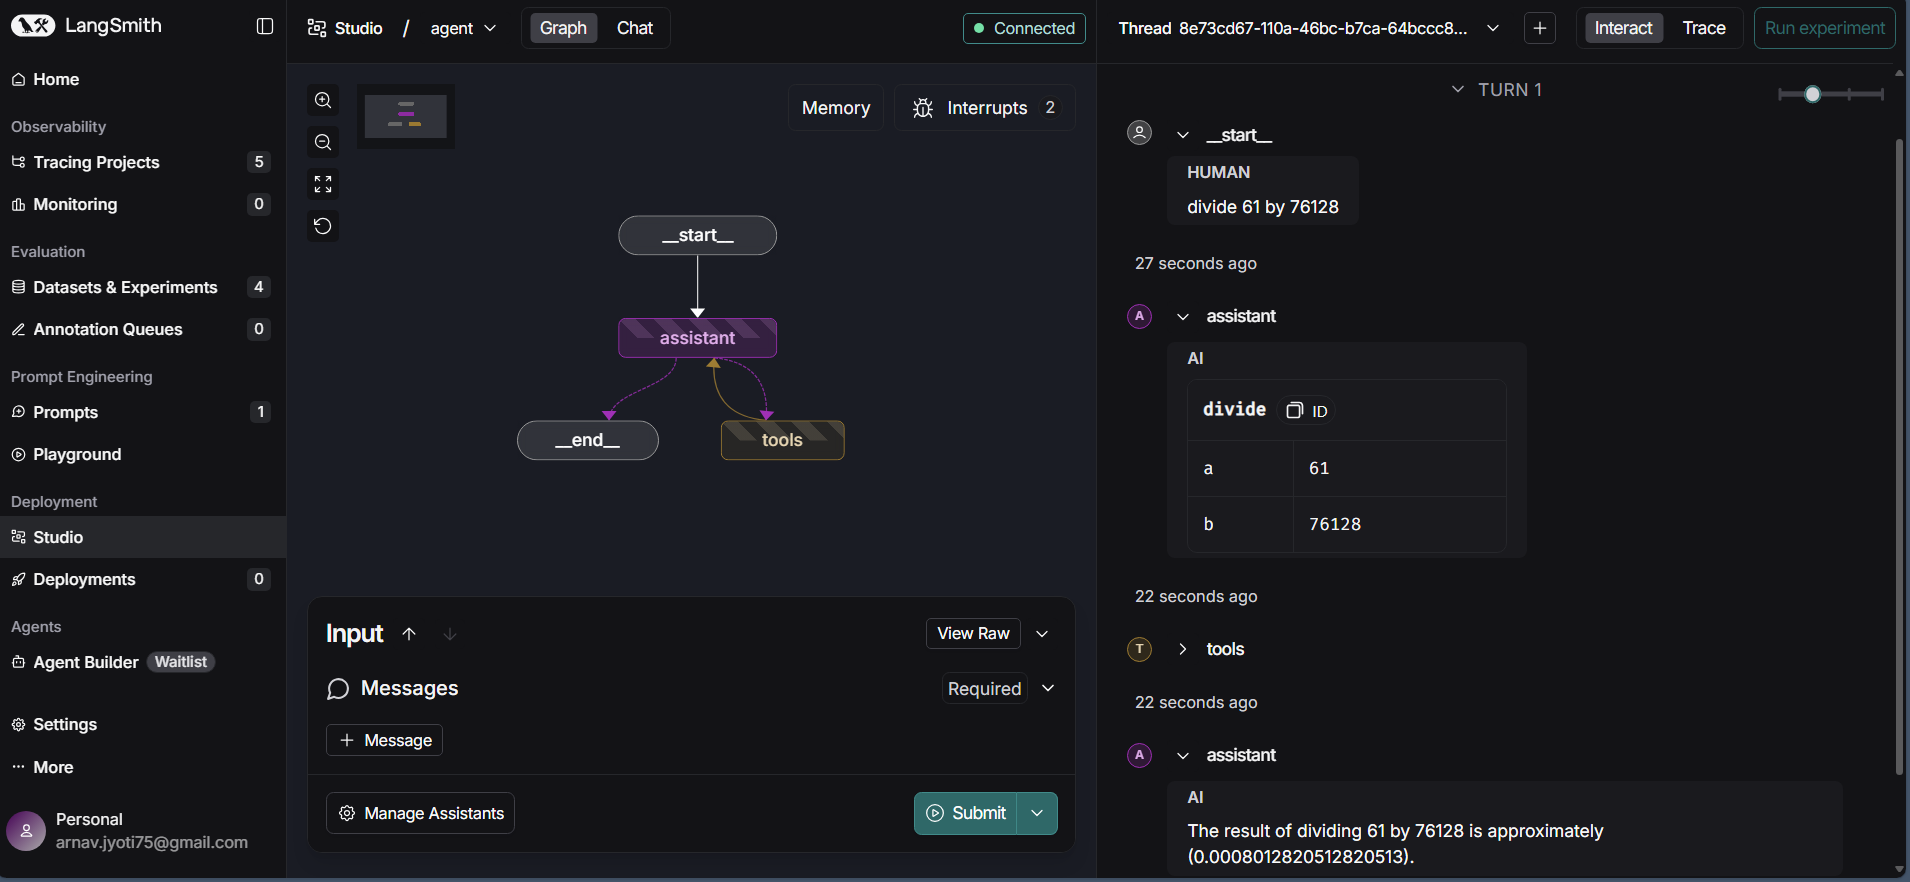 LangSmith
Home
Observability
Tracing Projects 5
Monitoring 0
Evaluation
Datasets & Experiments 4
Annotation Queues 0
Prompt Engineering
Prompts 1
Playground
Deployment
Studio
Deployments 0
Agents
Agent Builder Waitlist
Settings
More
Personal
arnav.jyoti75@gmail.com
Studio / agent Graph Chat Connected
Memory Interrupts 2
__start__
assistant
__end__ tools
Input View Raw
Messages Required
+ Message
Manage Assistants Submit
Thread 8e73cd67-110a-46bc-b7ca-64bccc8... + Interact Trace Run experiment
TURN 1
__start__
HUMAN
divide 61 by 76128
27 seconds ago
A assistant
AI
divide ID
a 61
b 76128
22 seconds ago
T tools
22 seconds ago
A assistant
AI
The result of dividing 61 by 76128 is approximately
(0.0008012820512820513).